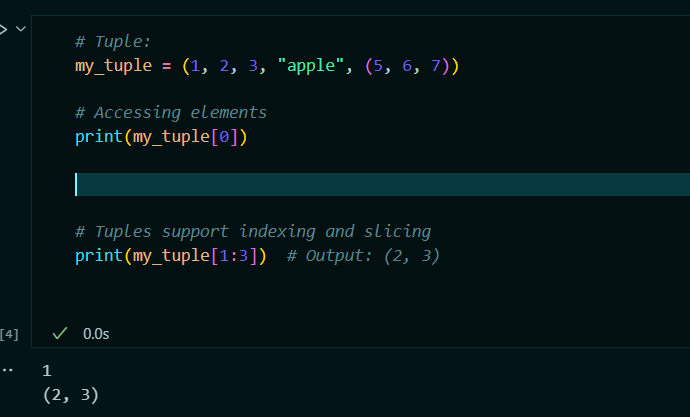 # Tuple:
my_tuple = (1, 2, 3, "apple", (5, 6, 7))
# Accessing elements
print(my_tuple[0])
# Tuples support indexing and slicing
print(my_tuple[1:3])  # Output: (2, 3)
[4]
0.0s
1
(2, 3)